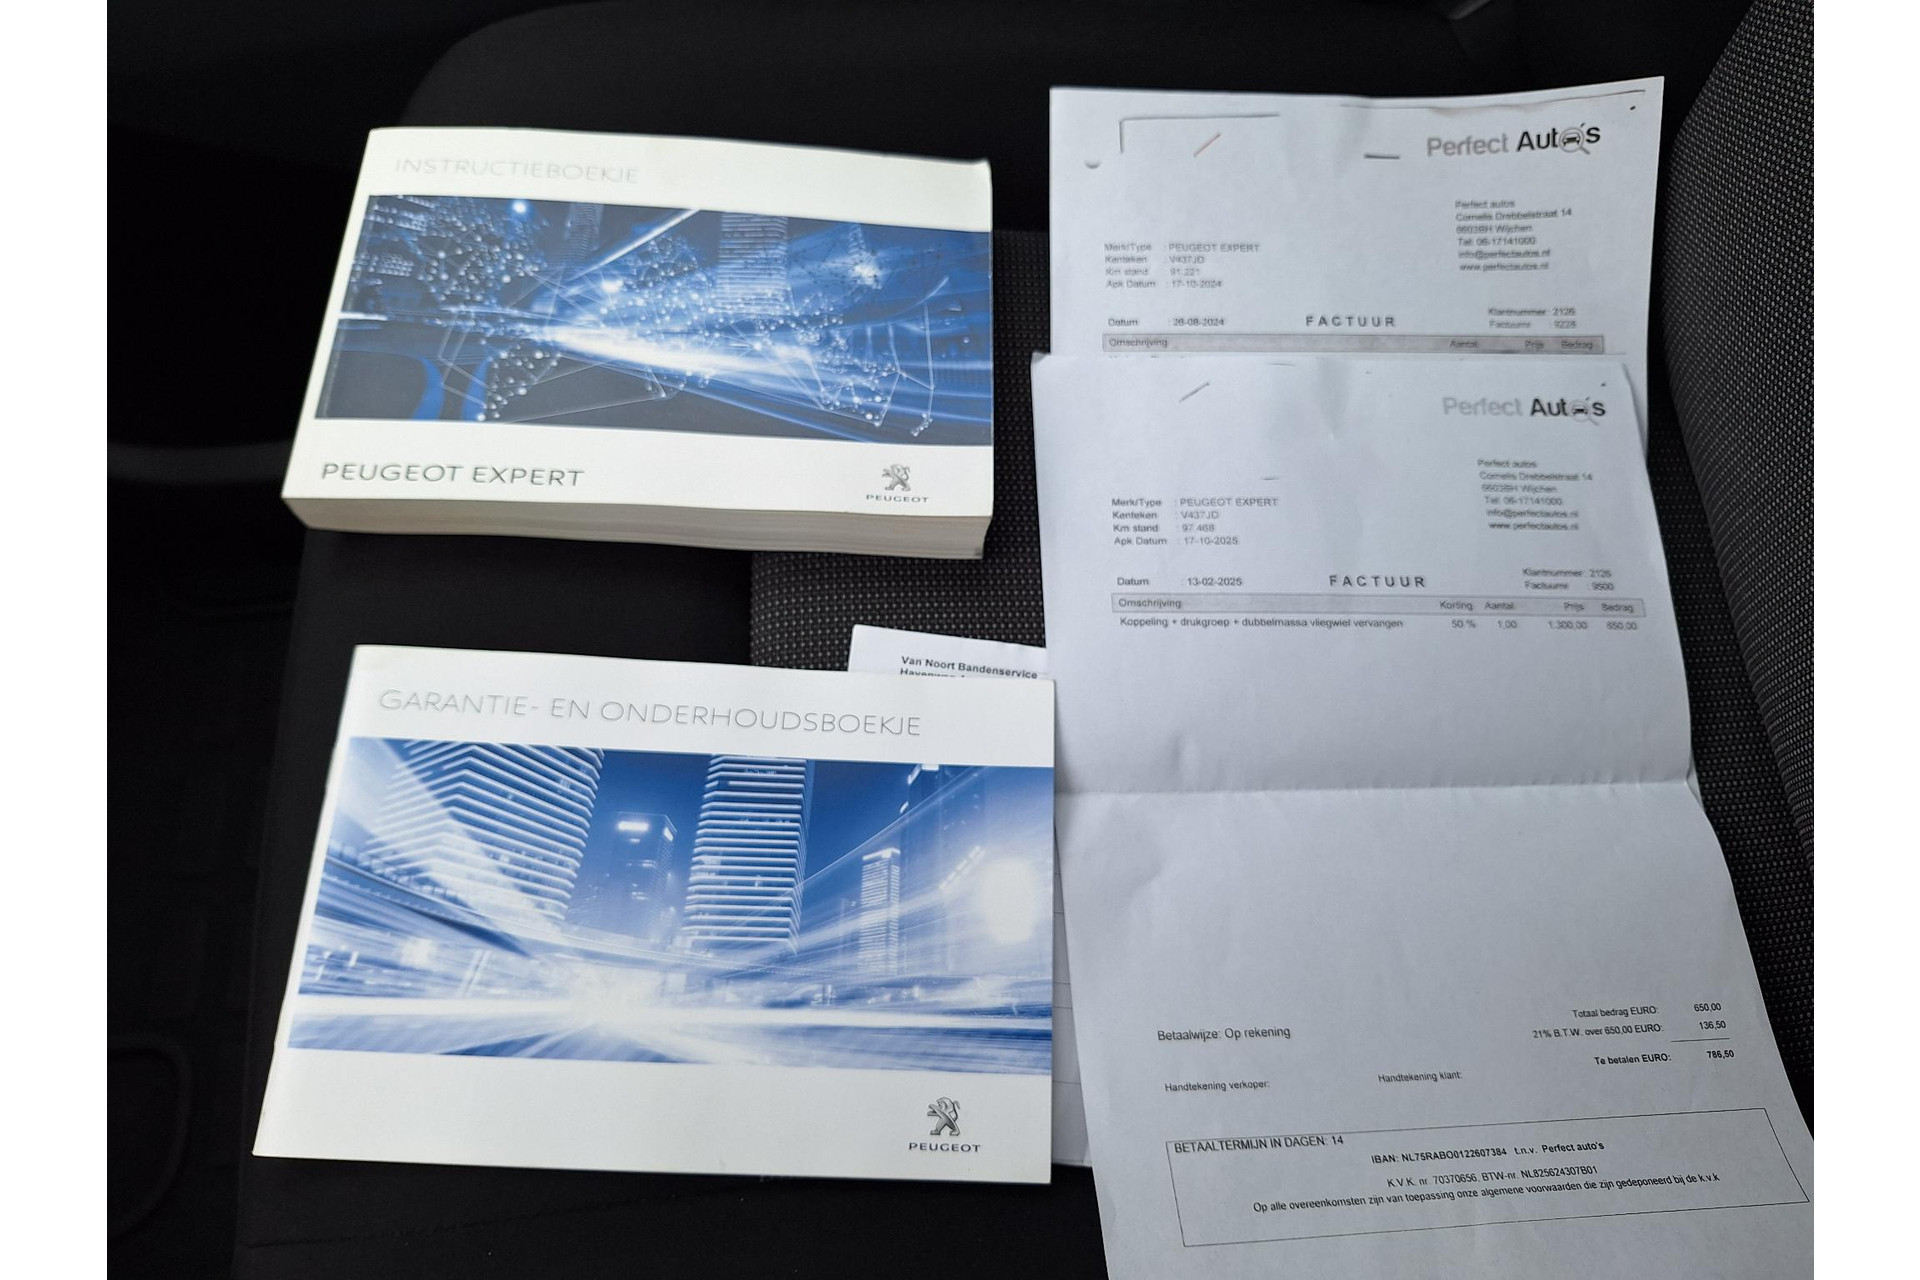 INSTRUCTIEBOEKJE
PEUGEOT EXPERT
PEUGEOT
GARANTIE- EN ONDERHOUDSBOEKJE
PEUGEOT
Van Noort Bandenservice
Perfect Auto's
Perfect autos
Cornelis Drebbelstraat 14
6603BH Wijchen
Tel: 06-17141000
info@perfectautos.nl
www.perfectautos.nl
Merk/Type : PEUGEOT EXPERT
Kenteken : V437JD
Km stand : 91.221
Apk Datum : 17-10-2024
Klantnummer: 2126
Datum : 26-08-2024 FACTUUR Factuurnr. : 9228
Omschrijving Aantal Prijs Bedrag
Perfect Auto's
Perfect autos
Cornelis Drebbelstraat 14
6603BH Wijchen
Tel: 06-17141000
info@perfectautos.nl
www.perfectautos.nl
Merk/Type : PEUGEOT EXPERT
Kenteken : V437JD
Km stand : 97.468
Apk Datum : 17-10-2025
Klantnummer: 2126
Datum : 13-02-2025 FACTUUR Factuurnr. : 9500
Omschrijving Korting Aantal Prijs Bedrag
Koppeling + drukgroep + dubbelmassa vliegwiel vervangen 50 % 1,00 1.300,00 650,00
Totaal bedrag EURO: 650,00
Betaalwijze: Op rekening 21% B.T.W. over 650,00 EURO: 136,50
Te betalen EURO: 786,50
Handtekening verkoper: Handtekening klant:
BETAALTERMIJN IN DAGEN: 14
IBAN: NL75RABO0122607384 t.n.v. Perfect auto's
K.V.K. nr. 70370656, BTW-nr. NL825624307B01
Op alle overeenkomsten zijn van toepassing onze algemene voorwaarden die zijn gedeponeerd bij de k.v.k